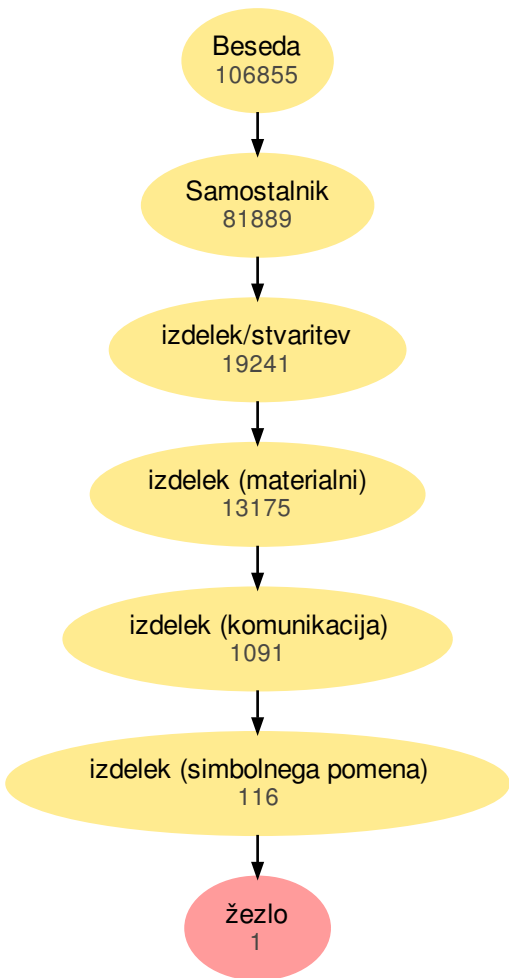 Beseda
106855
Samostalnik
81889
izdelek/stvaritev
19241
izdelek (materialni)
13175
izdelek (komunikacija)
1091
izdelek (simbolnega pomena)
116
žezlo
1